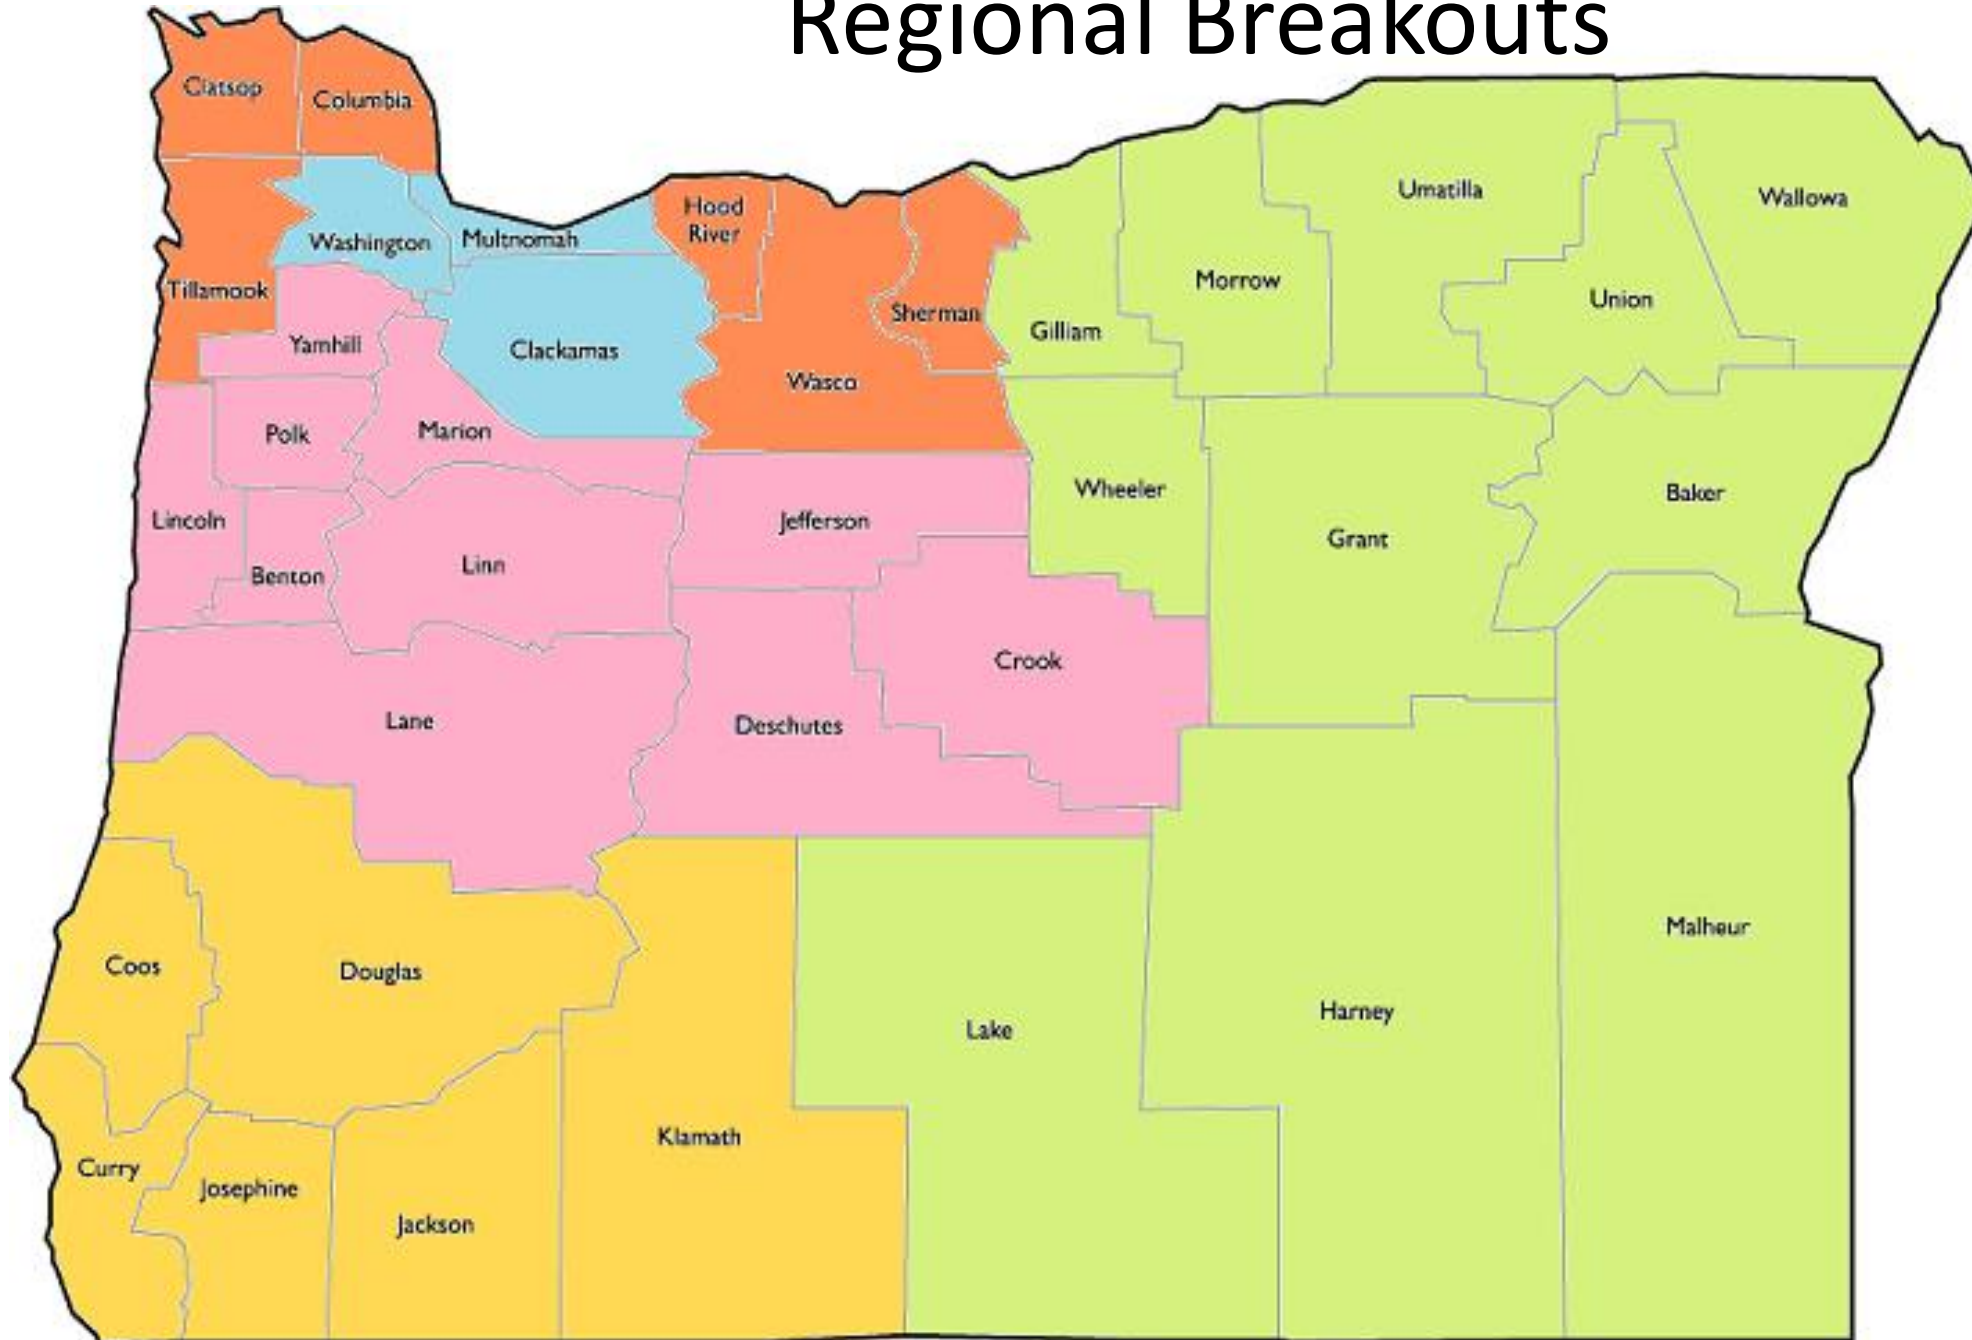 Regional Breakouts
Clatsop
Columbia
Umatilla
Wallowa
Hood
River
Washington
Multnomah
Morrow
Tillamook
Union
Sherman
Gilliam
Yamhill
Clackamas
Wasco
Polk
Marion
Wheeler
Baker
Lincoln
Jefferson
Grant
Linn
Benton
Crook
Lane
Deschutes
Malheur
Coos
Douglas
Harney
Lake
Klamath
Curry
Josephine
Jackson